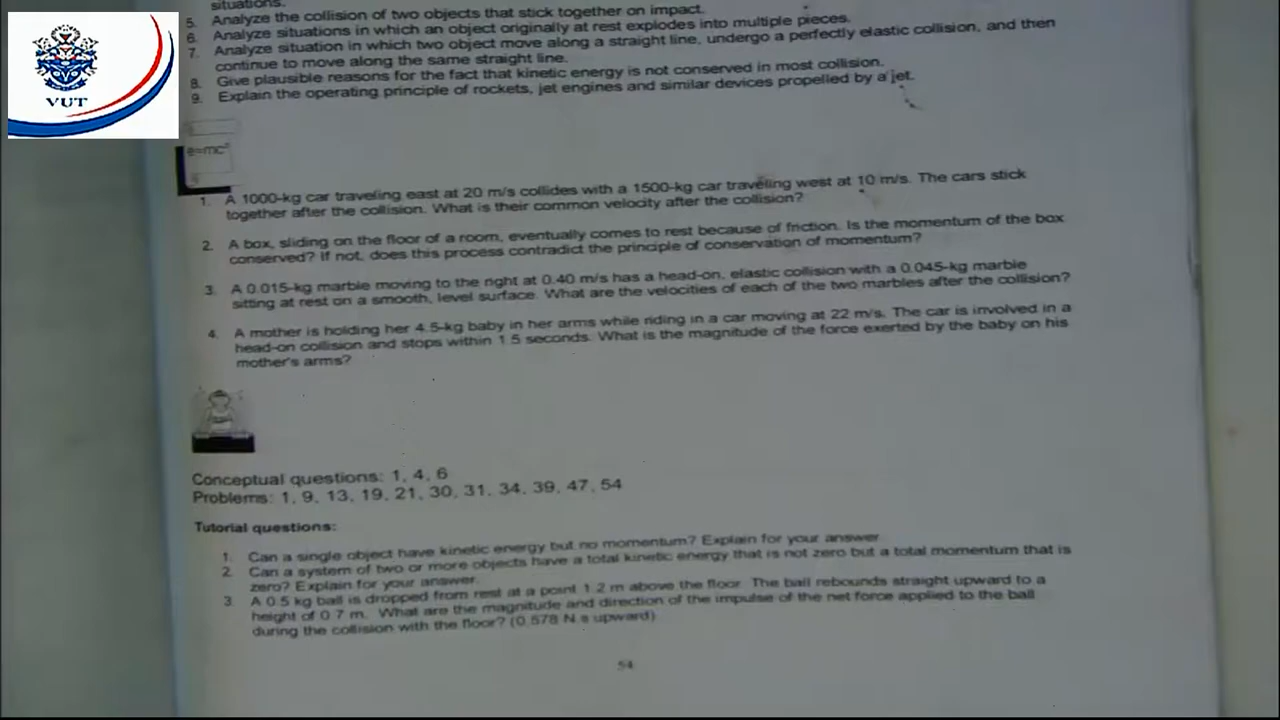 situations.
5. Analyze the collision of two objects that stick together on impact.
6. Analyze situations in which an object originally at rest explodes into multiple pieces.
7. Analyze situation in which two object move along a straight line, undergo a perfectly elastic collision, and then
continue to move along the same straight line.
8. Give plausible reasons for the fact that kinetic energy is not conserved in most collision.
9. Explain the operating principle of rockets, jet engines and similar devices propelled by a jet.
VUT
e=mc²
1. A 1000-kg car traveling east at 20 m/s collides with a 1500-kg car traveling west at 10 m/s. The cars stick
together after the collision. What is their common velocity after the collision?
2. A box, sliding on the floor of a room, eventually comes to rest because of friction. Is the momentum of the box
conserved? If not, does this process contradict the principle of conservation of momentum?
3. A 0.015-kg marble moving to the right at 0.40 m/s has a head-on, elastic collision with a 0.045-kg marble
sitting at rest on a smooth, level surface. What are the velocities of each of the two marbles after the collision?
4. A mother is holding her 4.5-kg baby in her arms while riding in a car moving at 22 m/s. The car is involved in a
head-on collision and stops within 1.5 seconds. What is the magnitude of the force exerted by the baby on his
mother's arms?
Conceptual questions: 1, 4, 6
Problems: 1, 9, 13, 19, 21, 30, 31, 34, 39, 47, 54
Tutorial questions:
1. Can a single object have kinetic energy but no momentum? Explain for your answer.
2. Can a system of two or more objects have a total kinetic energy that is not zero but a total momentum that is
zero? Explain for your answer.
3. A 0.5 kg ball is dropped from rest at a point 1.2 m above the floor. The ball rebounds straight upward to a
height of 0.7 m. What are the magnitude and direction of the impulse of the net force applied to the ball
during the collision with the floor? (0,578 N.s upward)
54